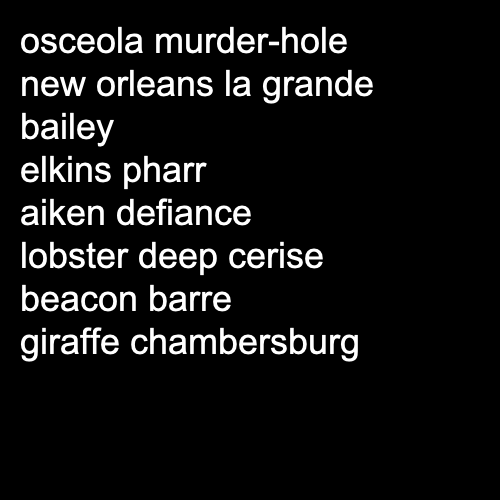 osceola murder-hole
new orleans la grande
bailey
elkins pharr
aiken defiance
lobster deep cerise
beacon barre
giraffe chambersburg